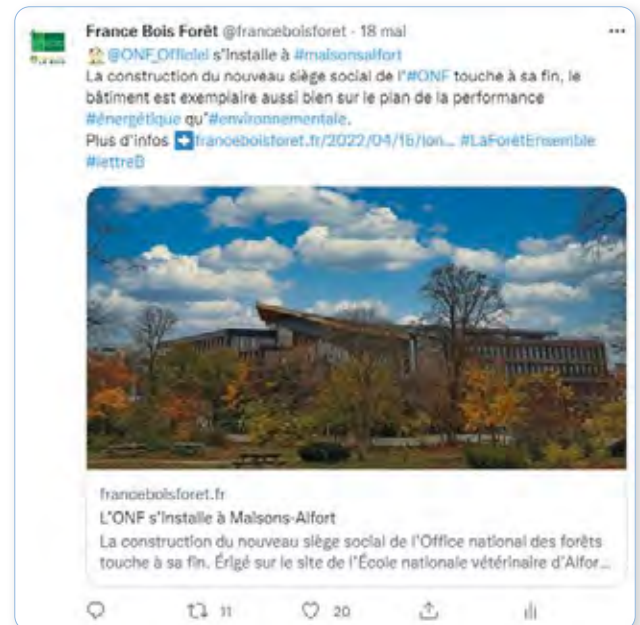 France Bois Forêt @franceboisforet · 18 mai
@ONF_Officiel s'installe à #maisonsalfort
La construction du nouveau siège social de l'#ONF touche à sa fin, le
bâtiment est exemplaire aussi bien sur le plan de la performance
#énergétique qu'#environnementale.
Plus d'infos franceboisforet.fr/2022/04/15/lon... #LaForêtEnsemble
#lettreB
franceboisforet.fr
L'ONF s'installe à Maisons-Alfort
La construction du nouveau siège social de l'Office national des forêts
touche à sa fin. Érigé sur le site de l'École nationale vétérinaire d'Alfor...
11
20